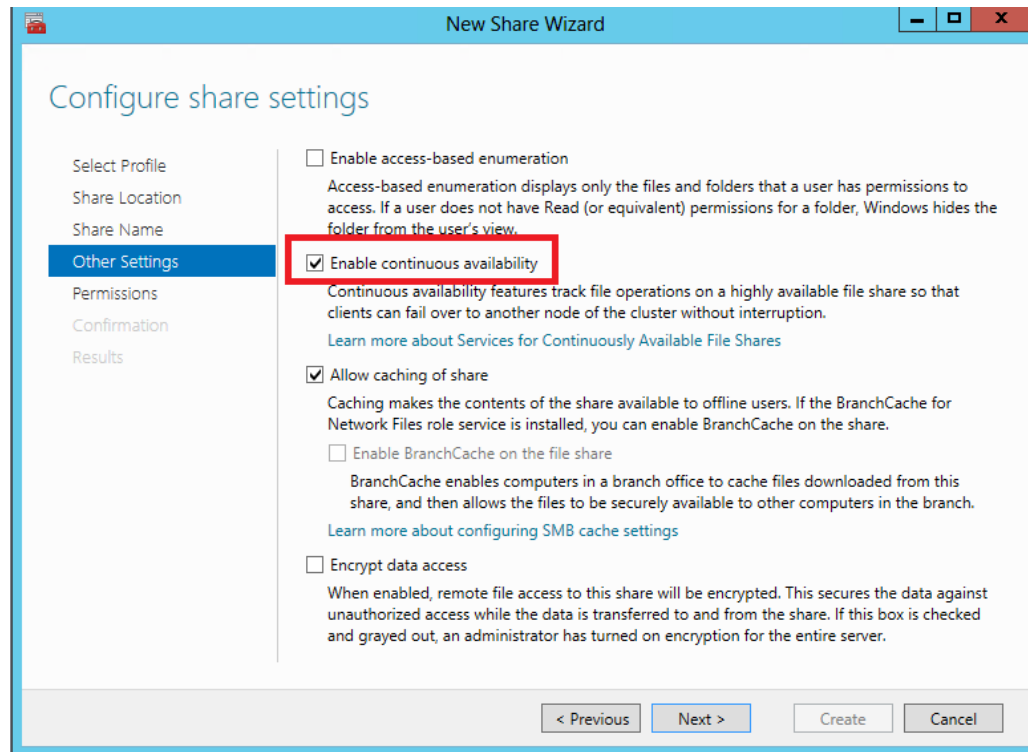 New Share Wizard
Configure share settings
Select Profile
Share Location
Share Name
Other Settings
Permissions
Confirmation
Results
Enable access-based enumeration
Access-based enumeration displays only the files and folders that a user has permissions to
access. If a user does not have Read (or equivalent) permissions for a folder, Windows hides the
folder from the user's view.
Enable continuous availability
Continuous availability features track file operations on a highly available file share so that
clients can fail over to another node of the cluster without interruption.
Learn more about Services for Continuously Available File Shares
Allow caching of share
Caching makes the contents of the share available to offline users. If the BranchCache for
Network Files role service is installed, you can enable BranchCache on the share.
Enable BranchCache on the file share
BranchCache enables computers in a branch office to cache files downloaded from this
share, and then allows the files to be securely available to other computers in the branch.
Learn more about configuring SMB cache settings
Encrypt data access
When enabled, remote file access to this share will be encrypted. This secures the data against
unauthorized access while the data is transferred to and from the share. If this box is checked
and grayed out, an administrator has turned on encryption for the entire server.
< Previous
Next >
Create
Cancel